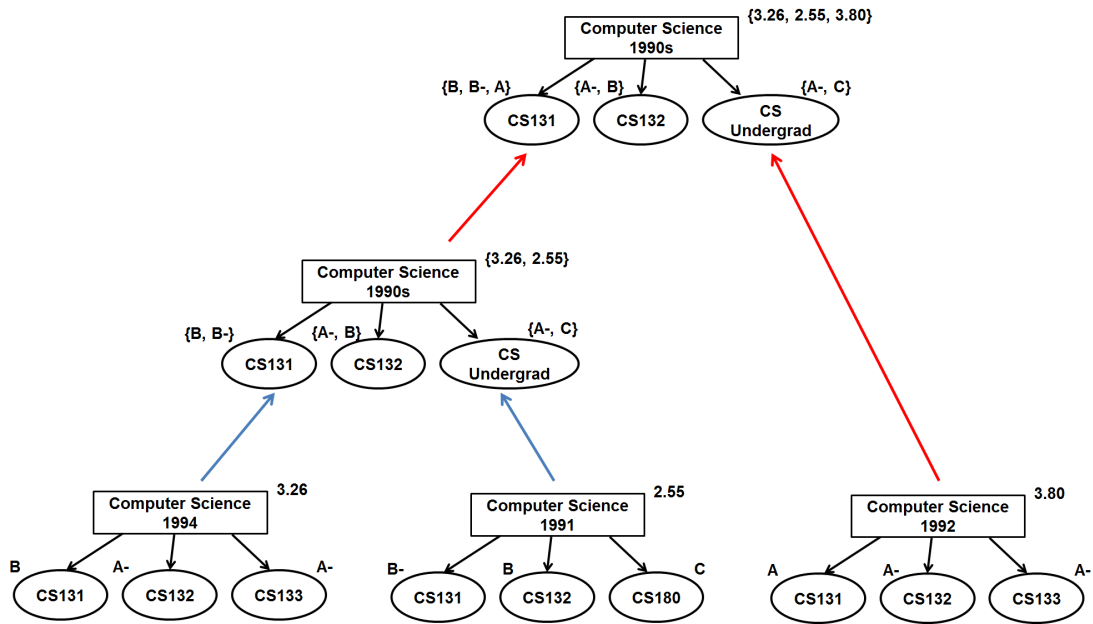 {3.26, 2.55, 3.80}
Computer Science
1990s
{B, B-, A}
{A-, B}
{A-, C}
CS131
CS132
CS
Undergrad
{3.26, 2.55}
Computer Science
1990s
{B, B-}
{A-, B}
{A-, C}
CS131
CS132
CS
Undergrad
3.26
Computer Science
1994
B
A-
A-
CS131
CS132
CS133
2.55
Computer Science
1991
B-
B
C
CS131
CS132
CS180
3.80
Computer Science
1992
A
A-
A-
CS131
CS132
CS133